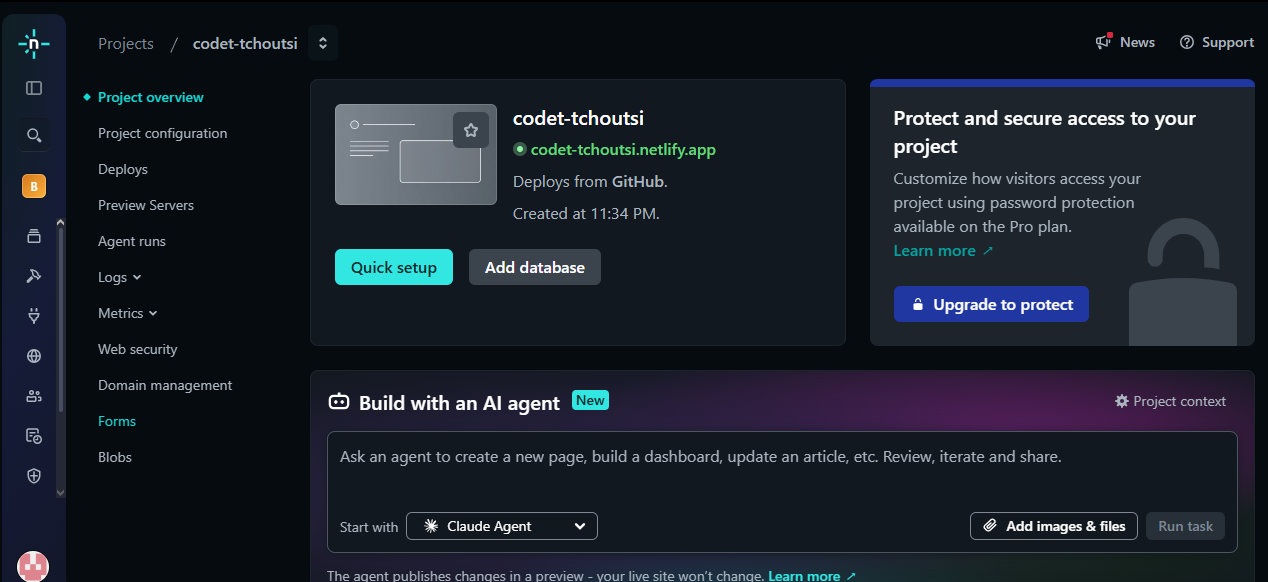 n
Projects / codet-tchoutsi
News
Support
B
Project overview
Project configuration
Deploys
Preview Servers
Agent runs
Logs
Metrics
Web security
Domain management
Forms
Blobs
codet-tchoutsi
codet-tchoutsi.netlify.app
Deploys from GitHub.
Created at 11:34 PM.
Quick setup
Add database
Protect and secure access to your
project
Customize how visitors access your
project using password protection
available on the Pro plan.
Learn more ↗
Upgrade to protect
Build with an AI agent New
Project context
Ask an agent to create a new page, build a dashboard, update an article, etc. Review, iterate and share.
Start with Claude Agent
Add images & files
Run task
The agent publishes changes in a preview - your live site won't change. Learn more ↗